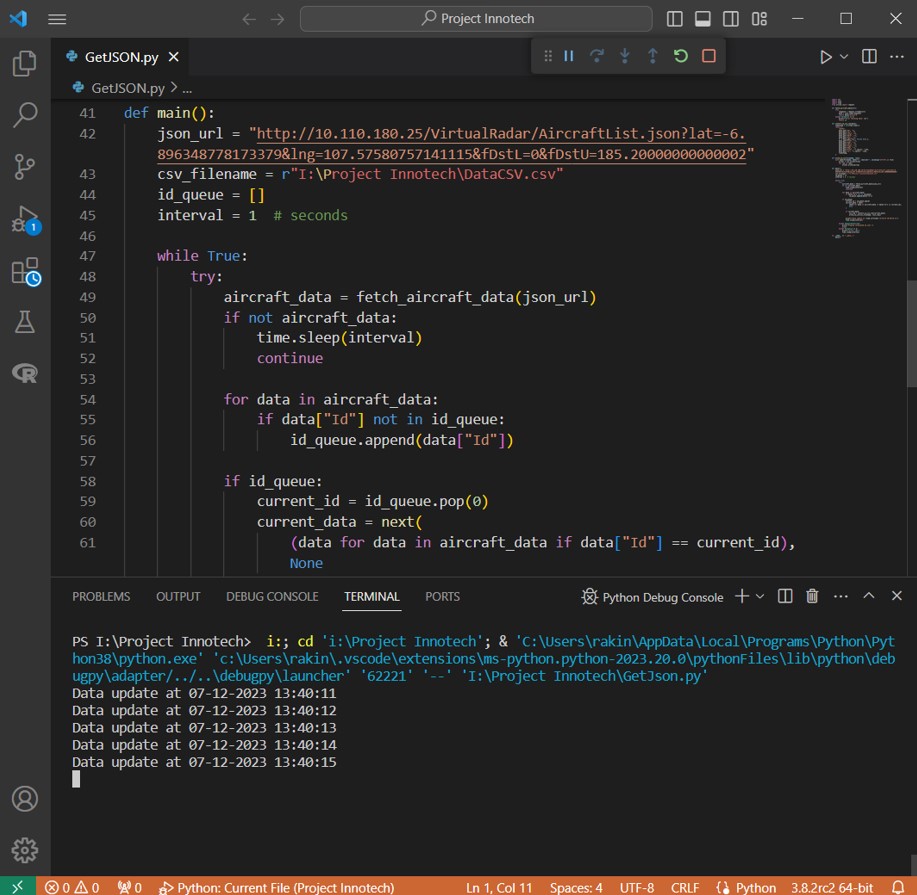 Project Innotech
GetJSON.py
GetJSON.py > ...
41 def main():
42 json_url = "http://10.110.180.25/VirtualRadar/AircraftList.json?lat=-6.
896348778173379&lng=107.57580757141115&fDstL=0&fDstU=185.20000000000002"
43 csv_filename = r"I:\Project Innotech\DataCSV.csv"
44 id_queue = []
45 interval = 1  # seconds
46
47 while True:
48 try:
49 aircraft_data = fetch_aircraft_data(json_url)
50 if not aircraft_data:
51 time.sleep(interval)
52 continue
53
54 for data in aircraft_data:
55 if data["Id"] not in id_queue:
56 id_queue.append(data["Id"])
57
58 if id_queue:
59 current_id = id_queue.pop(0)
60 current_data = next(
61 (data for data in aircraft_data if data["Id"] == current_id),
None
1
PROBLEMS OUTPUT DEBUG CONSOLE TERMINAL PORTS Python Debug Console
PS I:\Project Innotech>  i:; cd 'i:\Project Innotech'; & 'C:\Users\rakin\AppData\Local\Programs\Python\Pyt
hon38\python.exe' 'c:\Users\rakin\.vscode\extensions\ms-python.python-2023.20.0\pythonFiles\lib\python\deb
ugpy\adapter/../..\debugpy\launcher' '62221' '--' 'I:\Project Innotech\GetJson.py'
Data update at 07-12-2023 13:40:11
Data update at 07-12-2023 13:40:12
Data update at 07-12-2023 13:40:13
Data update at 07-12-2023 13:40:14
Data update at 07-12-2023 13:40:15
0 0 0 Python: Current File (Project Innotech) Ln 1, Col 11 Spaces: 4 UTF-8 CRLF Python 3.8.2rc2 64-bit